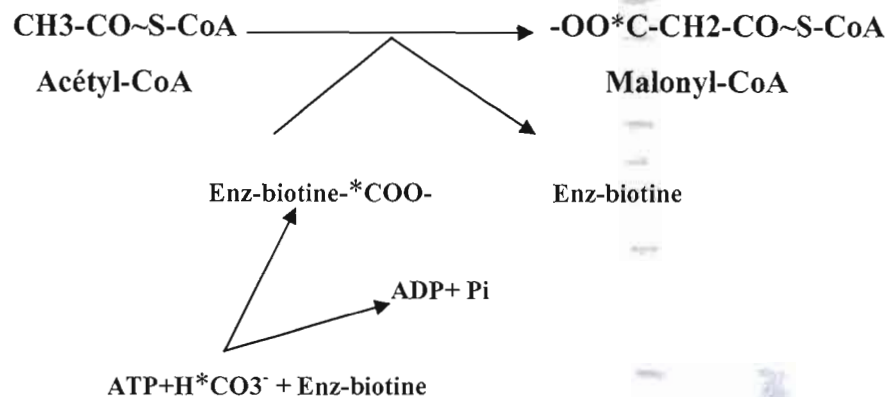 CH3-CO~S-CoA -OO*C-CH2-CO~S-CoA
Acétyl-CoA Malonyl-CoA
Enz-biotine-*COO- Enz-biotine
ADP+ Pi
ATP+H*CO3⁻ + Enz-biotine